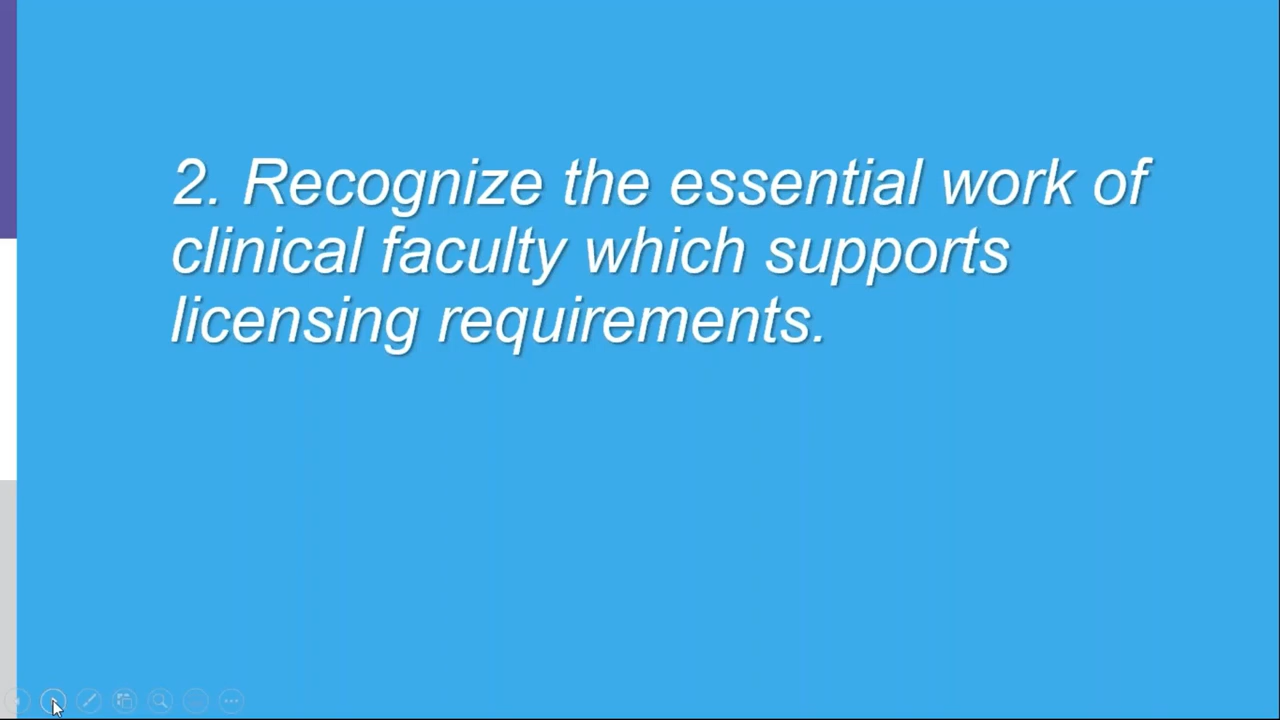 2. Recognize the essential work of
clinical faculty which supports
licensing requirements.